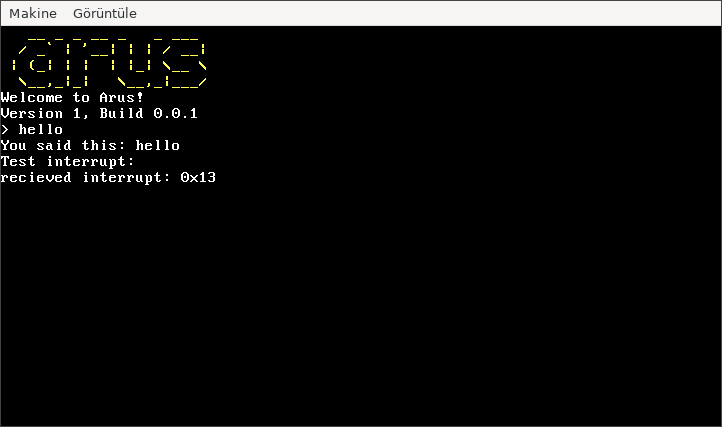 Makine Görüntüle
arus
Welcome to Arus!
Version 1, Build 0.0.1
> hello
You said this: hello
Test interrupt:
recieved interrupt: 0x13